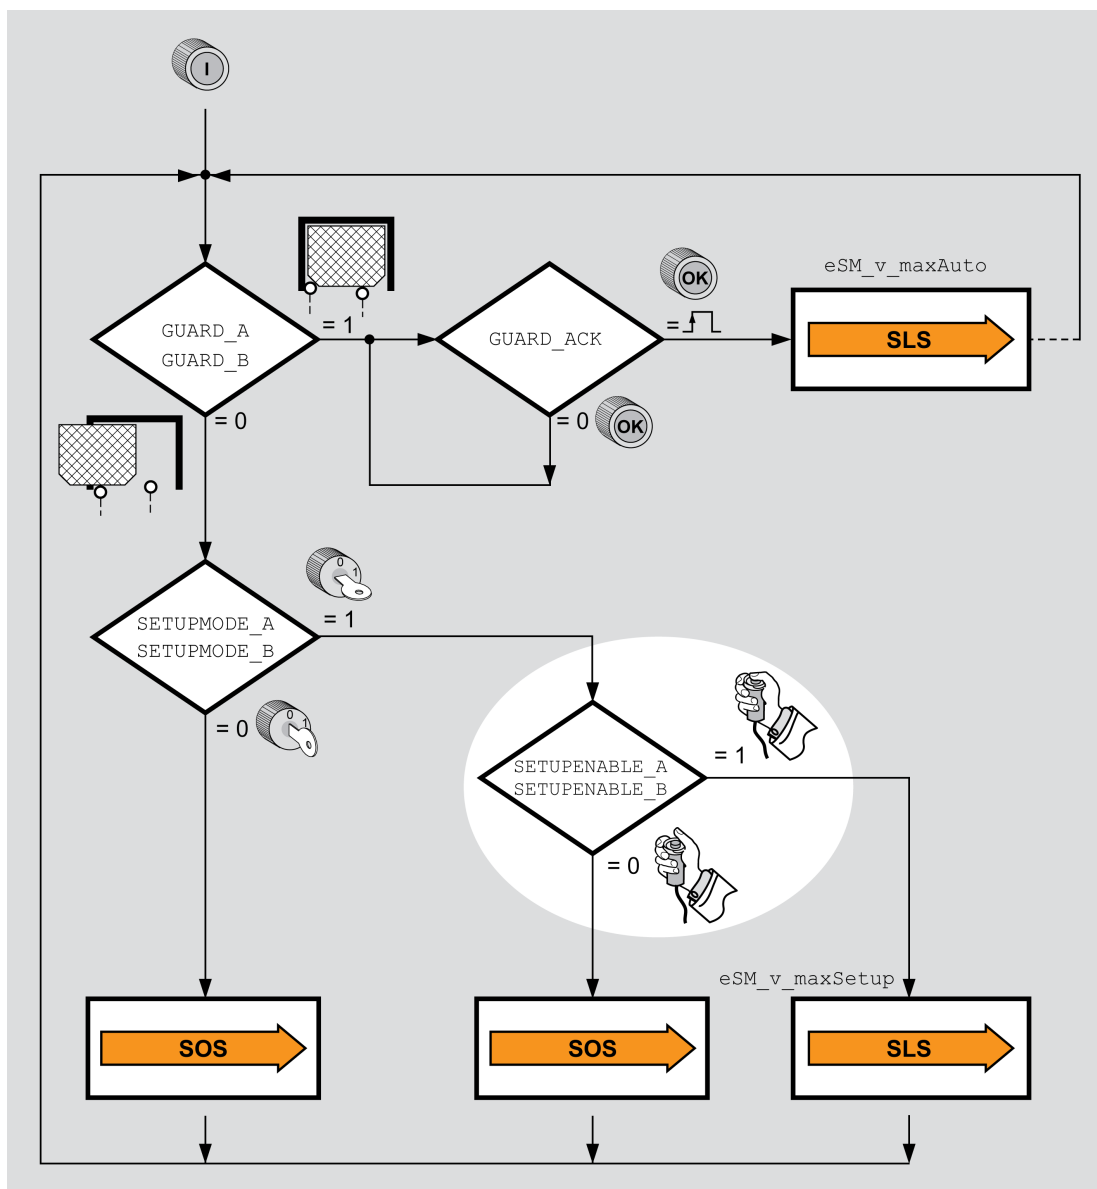 I
eSM_v_maxAuto
OK
GUARD_A
GUARD_B
= 1
GUARD_ACK
=
SLS
= 0
= 0
OK
0
1
SETUPMODE_A
SETUPMODE_B
= 1
= 0
0
1
SETUPENABLE_A
SETUPENABLE_B
= 1
= 0
eSM_v_maxSetup
SOS
SOS
SLS